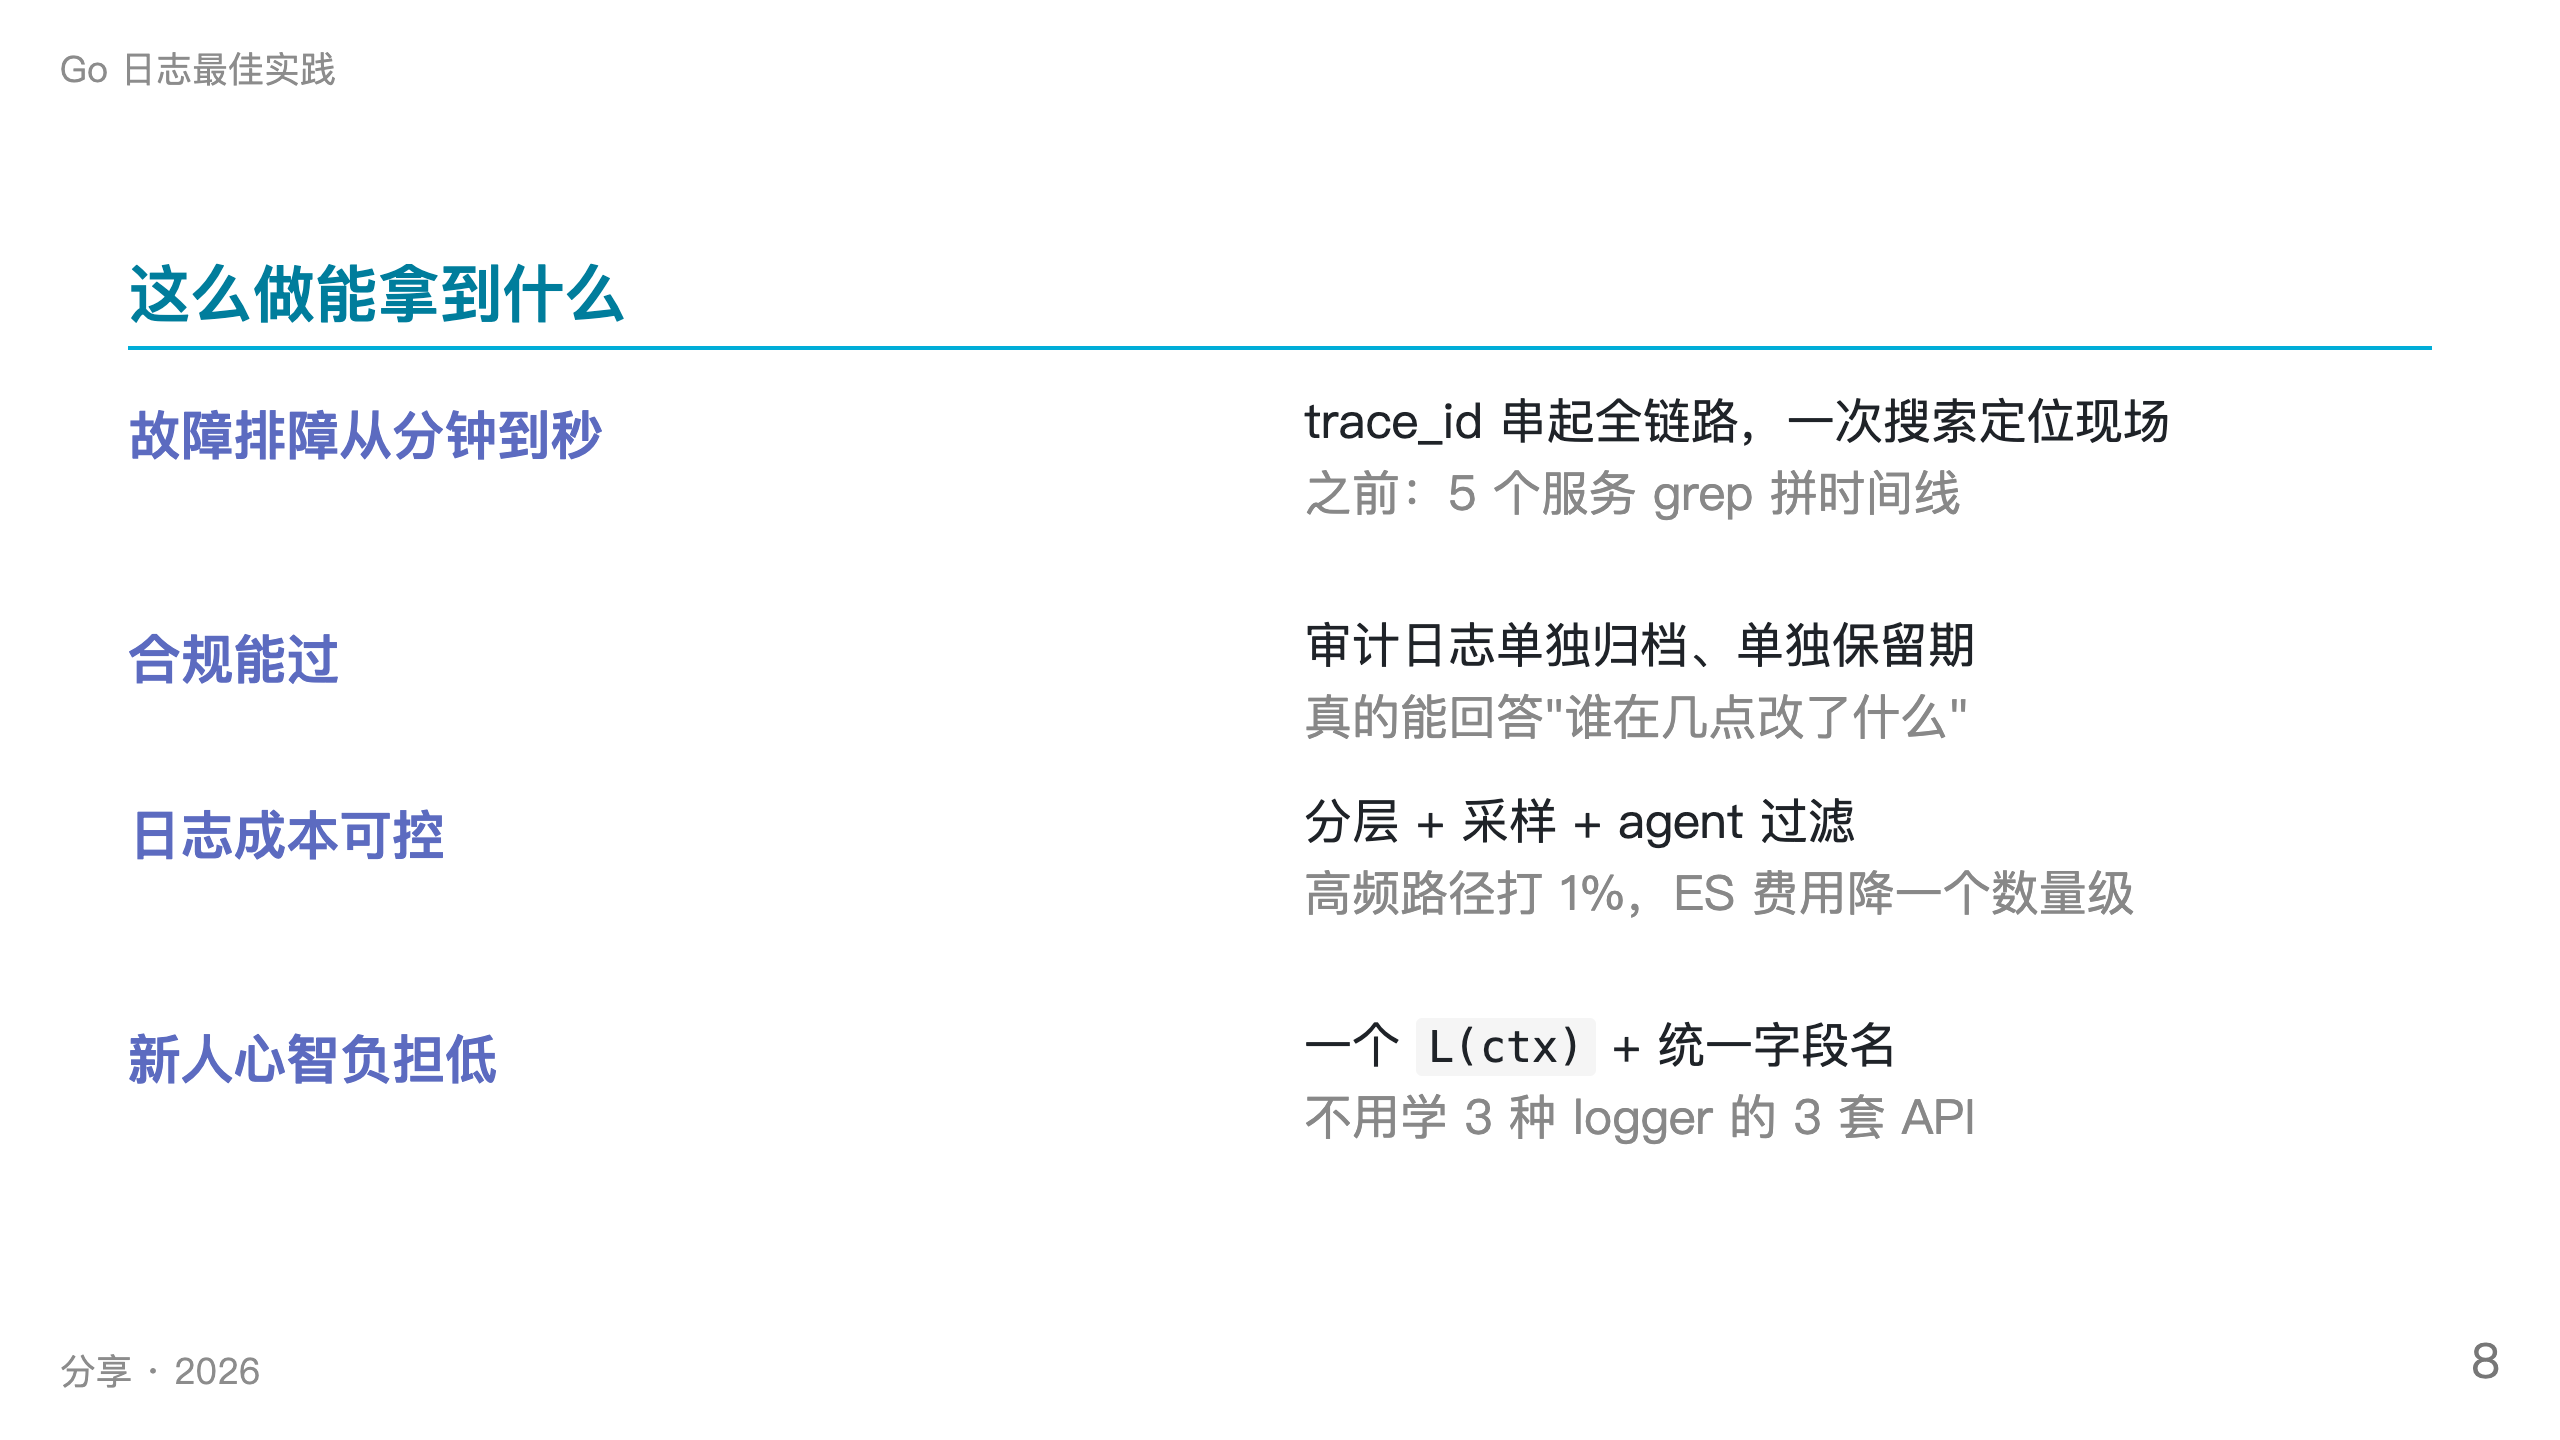 Go 日志最佳实践
这么做能拿到什么
故障排障从分钟到秒
trace_id 串起全链路，一次搜索定位现场
之前：5 个服务 grep 拼时间线
合规能过
审计日志单独归档、单独保留期
真的能回答"谁在几点改了什么"
日志成本可控
分层 + 采样 + agent 过滤
高频路径打 1%，ES 费用降一个数量级
新人心智负担低
一个 L(ctx) + 统一字段名
不用学 3 种 logger 的 3 套 API
分享 · 2026
8